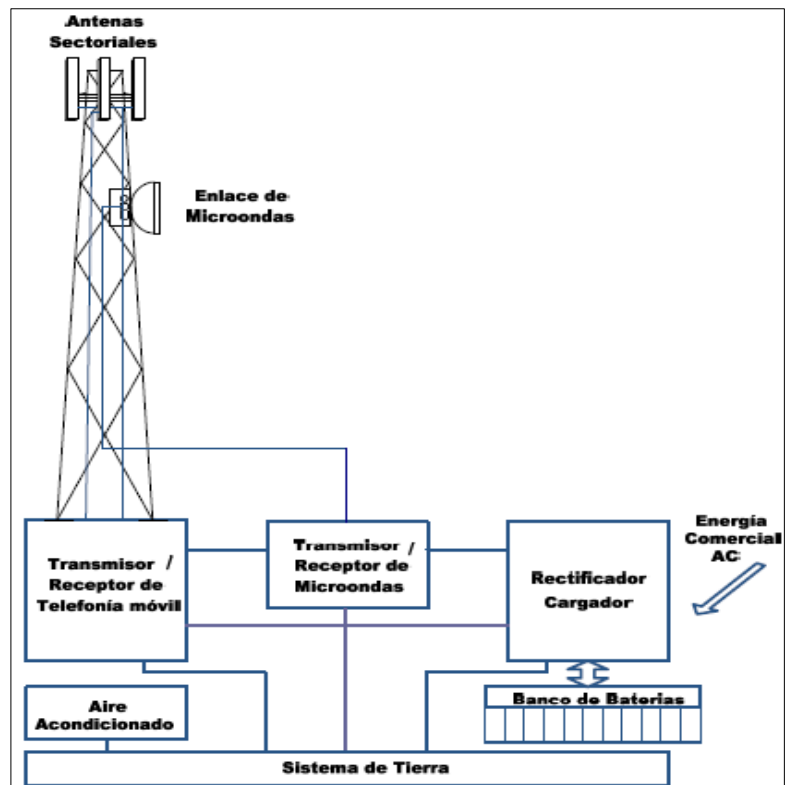 Antenas
Sectoriales
Enlace de
Microondas
Energía
Comercial
AC
Transmisor /
Receptor de
Telefonía móvil
Transmisor /
Receptor de
Microondas
Rectificador
Cargador
Banco de Baterias
Aire
Acondicionado
Sistema de Tierra